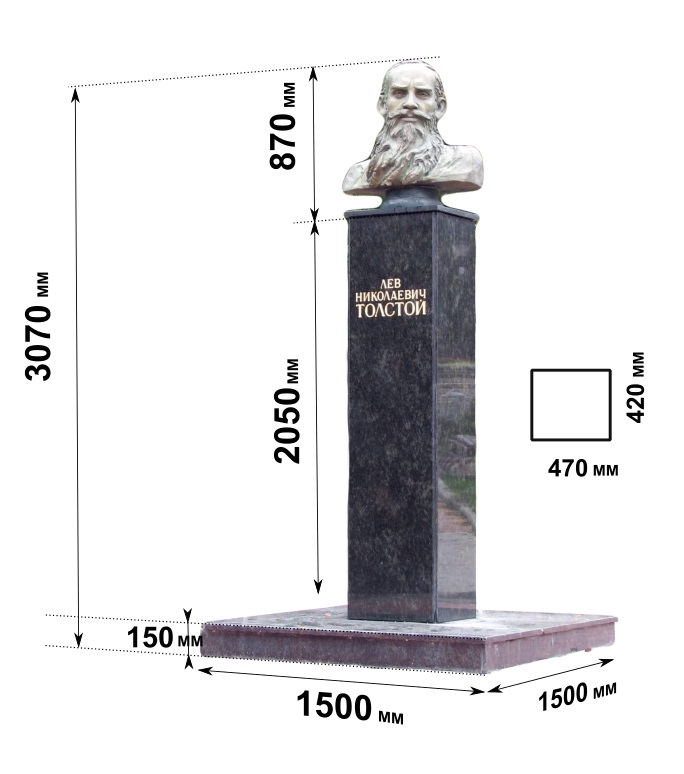 870 мм
3070 мм
ЛЕВ
НИКОЛАЕВИЧ
ТОЛСТОЙ
2050 мм
420 мм
470 мм
150 мм
1500 мм
1500 мм